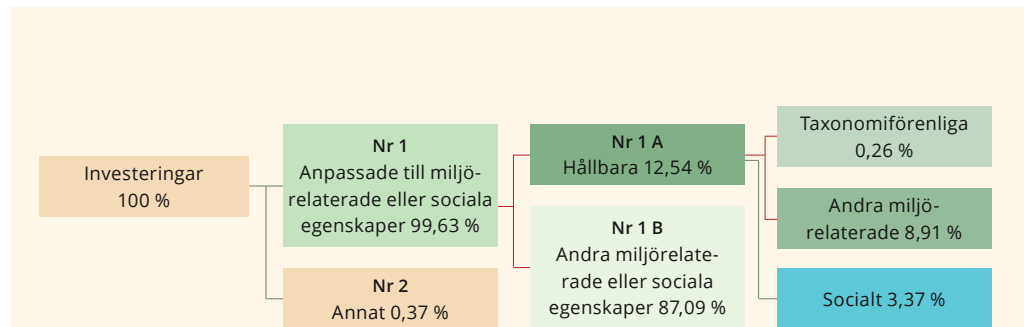 Investeringar
100 %
Nr 1
Anpassade till miljö-
relaterade eller sociala
egenskaper 99,63 %
Nr 2
Annat 0,37 %
Nr 1 A
Hållbara 12,54 %
Nr 1 B
Andra miljörelate-
rade eller sociala
egenskaper 87,09 %
Taxonomiförenliga
0,26 %
Andra miljö-
relaterade 8,91 %
Socialt 3,37 %